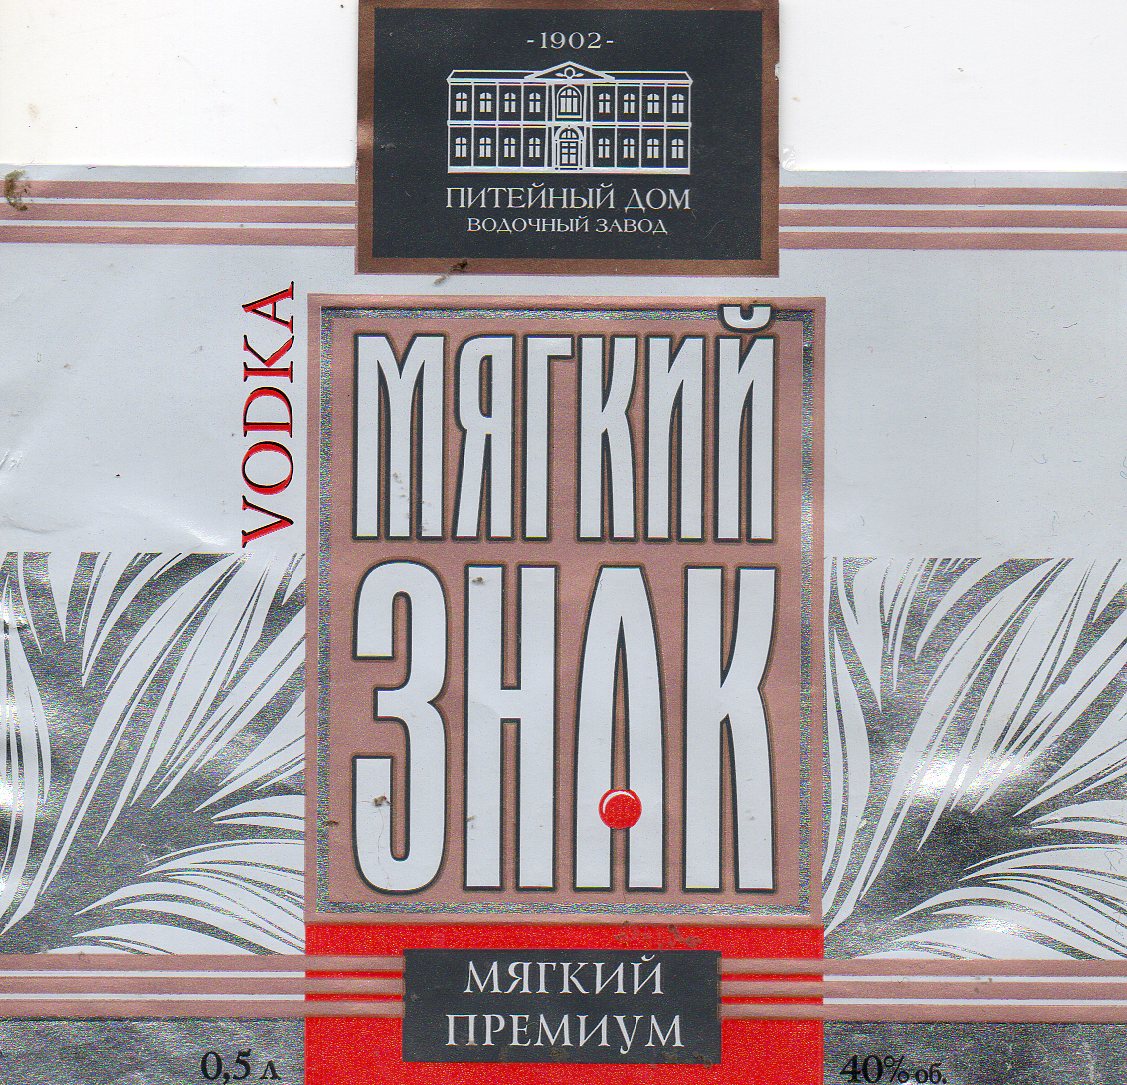 -1902-
ПИТЕЙНЫЙ ДОМ
ВОДОЧНЫЙ ЗАВОД
VODKA
МЯГКИЙ
ЗНАК
МЯГКИЙ
ПРЕМИУМ
0,5 л
40% об.